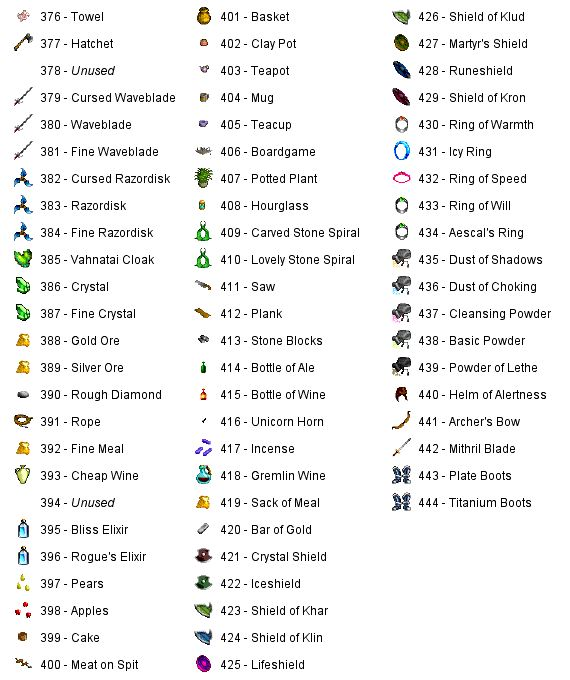 376 - Towel
377 - Hatchet
378 - Unused
379 - Cursed Waveblade
380 - Waveblade
381 - Fine Waveblade
382 - Cursed Razordisk
383 - Razordisk
384 - Fine Razordisk
385 - Vahnatai Cloak
386 - Crystal
387 - Fine Crystal
388 - Gold Ore
389 - Silver Ore
390 - Rough Diamond
391 - Rope
392 - Fine Meal
393 - Cheap Wine
394 - Unused
395 - Bliss Elixir
396 - Rogue's Elixir
397 - Pears
398 - Apples
399 - Cake
400 - Meat on Spit
401 - Basket
402 - Clay Pot
403 - Teapot
404 - Mug
405 - Teacup
406 - Boardgame
407 - Potted Plant
408 - Hourglass
409 - Carved Stone Spiral
410 - Lovely Stone Spiral
411 - Saw
412 - Plank
413 - Stone Blocks
414 - Bottle of Ale
415 - Bottle of Wine
416 - Unicorn Horn
417 - Incense
418 - Gremlin Wine
419 - Sack of Meal
420 - Bar of Gold
421 - Crystal Shield
422 - Iceshield
423 - Shield of Khar
424 - Shield of Klin
425 - Lifeshield
426 - Shield of Klud
427 - Martyr's Shield
428 - Runeshield
429 - Shield of Kron
430 - Ring of Warmth
431 - Icy Ring
432 - Ring of Speed
433 - Ring of Will
434 - Aescal's Ring
435 - Dust of Shadows
436 - Dust of Choking
437 - Cleansing Powder
438 - Basic Powder
439 - Powder of Lethe
440 - Helm of Alertness
441 - Archer's Bow
442 - Mithril Blade
443 - Plate Boots
444 - Titanium Boots